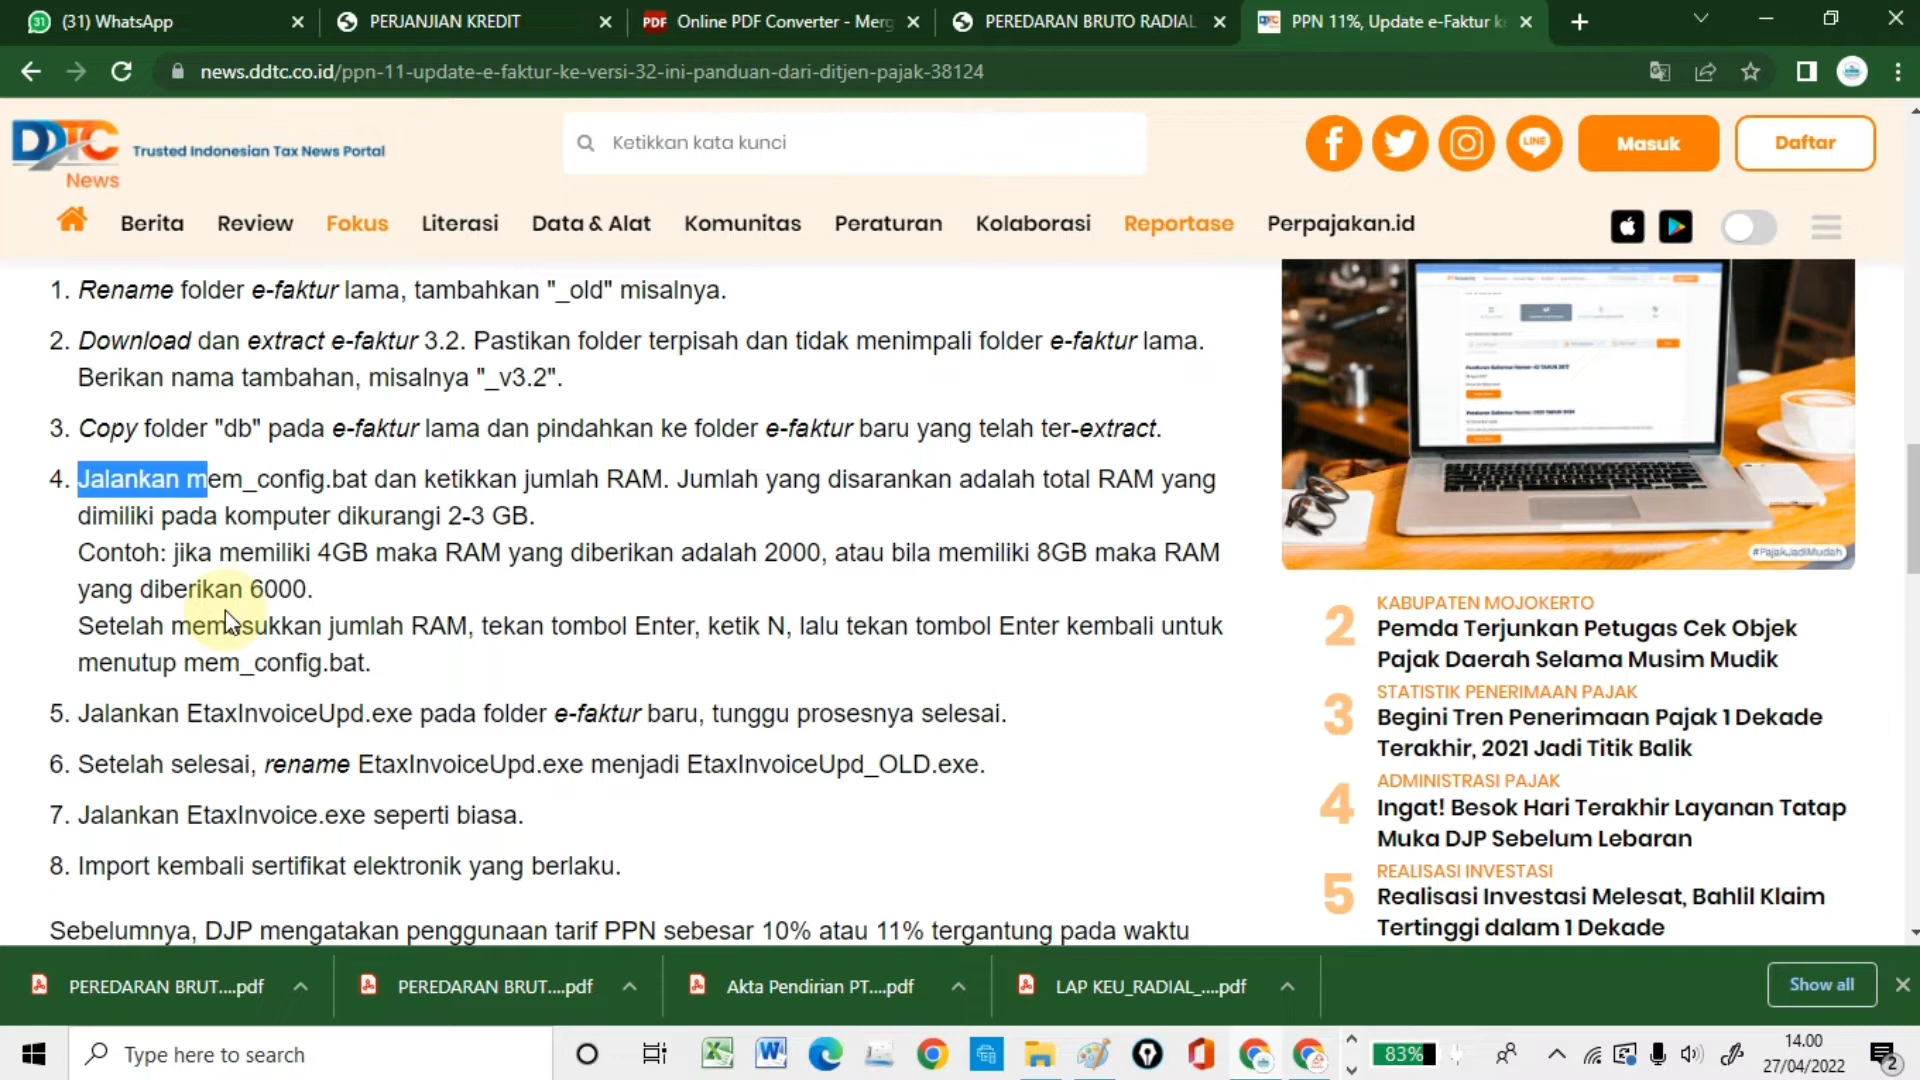 (31) WhatsApp
PERJANJIAN KREDIT
Online PDF Converter - Merg
PEREDARAN BRUTO RADIAL
PPN 11%, Update e-Faktur ke
news.ddtc.co.id/ppn-11-update-e-faktur-ke-versi-32-ini-panduan-dari-ditjen-pajak-38124
DDTC
News
Trusted Indonesian Tax News Portal
Ketikkan kata kunci
LINE
Masuk
Daftar
Berita
Review
Fokus
Literasi
Data & Alat
Komunitas
Peraturan
Kolaborasi
Reportase
Perpajakan.id
1. Rename folder e-faktur lama, tambahkan "_old" misalnya.
2. Download dan extract e-faktur 3.2. Pastikan folder terpisah dan tidak menimpali folder e-faktur lama.
Berikan nama tambahan, misalnya "_v3.2".
3. Copy folder "db" pada e-faktur lama dan pindahkan ke folder e-faktur baru yang telah ter-extract.
4. Jalankan mem_config.bat dan ketikkan jumlah RAM. Jumlah yang disarankan adalah total RAM yang
dimiliki pada komputer dikurangi 2-3 GB.
Contoh: jika memiliki 4GB maka RAM yang diberikan adalah 2000, atau bila memiliki 8GB maka RAM
yang diberikan 6000.
Setelah memasukkan jumlah RAM, tekan tombol Enter, ketik N, lalu tekan tombol Enter kembali untuk
menutup mem_config.bat.
5. Jalankan EtaxInvoiceUpd.exe pada folder e-faktur baru, tunggu prosesnya selesai.
6. Setelah selesai, rename EtaxInvoiceUpd.exe menjadi EtaxInvoiceUpd_OLD.exe.
7. Jalankan EtaxInvoice.exe seperti biasa.
8. Import kembali sertifikat elektronik yang berlaku.
Sebelumnya, DJP mengatakan penggunaan tarif PPN sebesar 10% atau 11% tergantung pada waktu
#PajakJadiMudah
2
KABUPATEN MOJOKERTO
Pemda Terjunkan Petugas Cek Objek
Pajak Daerah Selama Musim Mudik
3
STATISTIK PENERIMAAN PAJAK
Begini Tren Penerimaan Pajak 1 Dekade
Terakhir, 2021 Jadi Titik Balik
4
ADMINISTRASI PAJAK
Ingat! Besok Hari Terakhir Layanan Tatap
Muka DJP Sebelum Lebaran
5
REALISASI INVESTASI
Realisasi Investasi Melesat, Bahlil Klaim
Tertinggi dalam 1 Dekade
PEREDARAN BRUT....pdf
PEREDARAN BRUT....pdf
Akta Pendirian PT....pdf
LAP KEU_RADIAL_....pdf
Show all
Type here to search
83%
14.00
27/04/2022
2